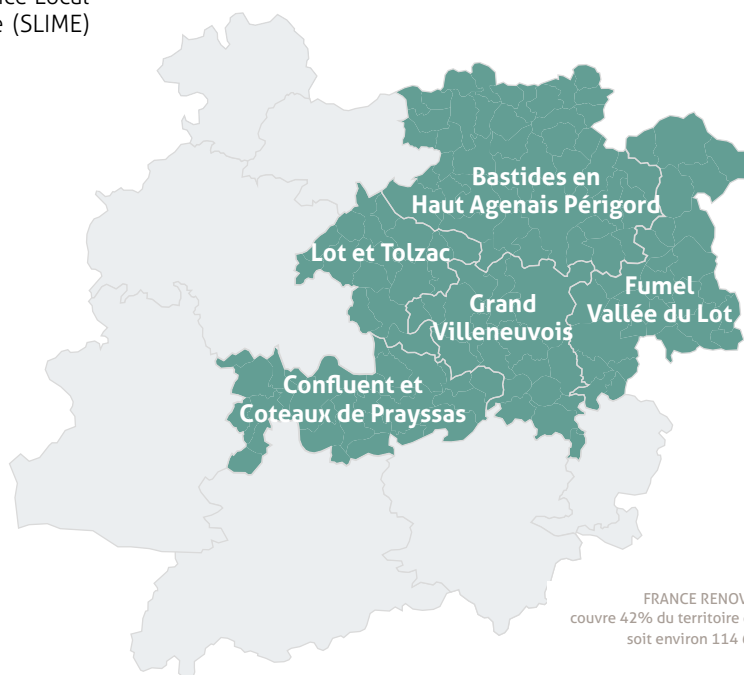 Local
(SLIME)
Bastides en
Haut Agenais Périgord
Lot et Tolzac
Fumel
Vallée du Lot
Grand
Villeneuvois
Confluent et
Coteaux de Prayssas
FRANCE RENOV
couvre 42% du territoire
soit environ 114